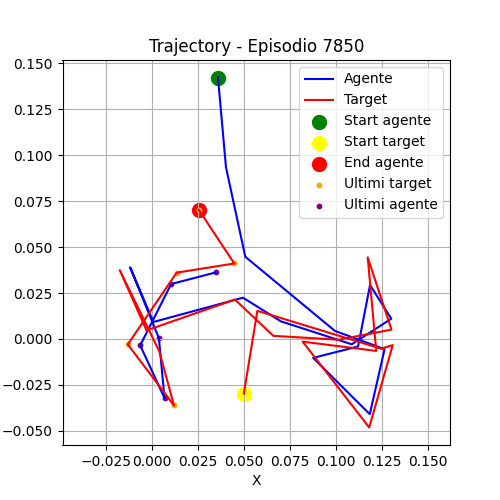 Trajectory - Episodio 7850
0.150
0.125
0.100
0.075
0.050
0.025
0.000
−0.025
−0.050
Agente
Target
Start agente
Start target
End agente
Ultimi target
Ultimi agente
−0.025 0.000 0.025 0.050 0.075 0.100 0.125 0.150
X